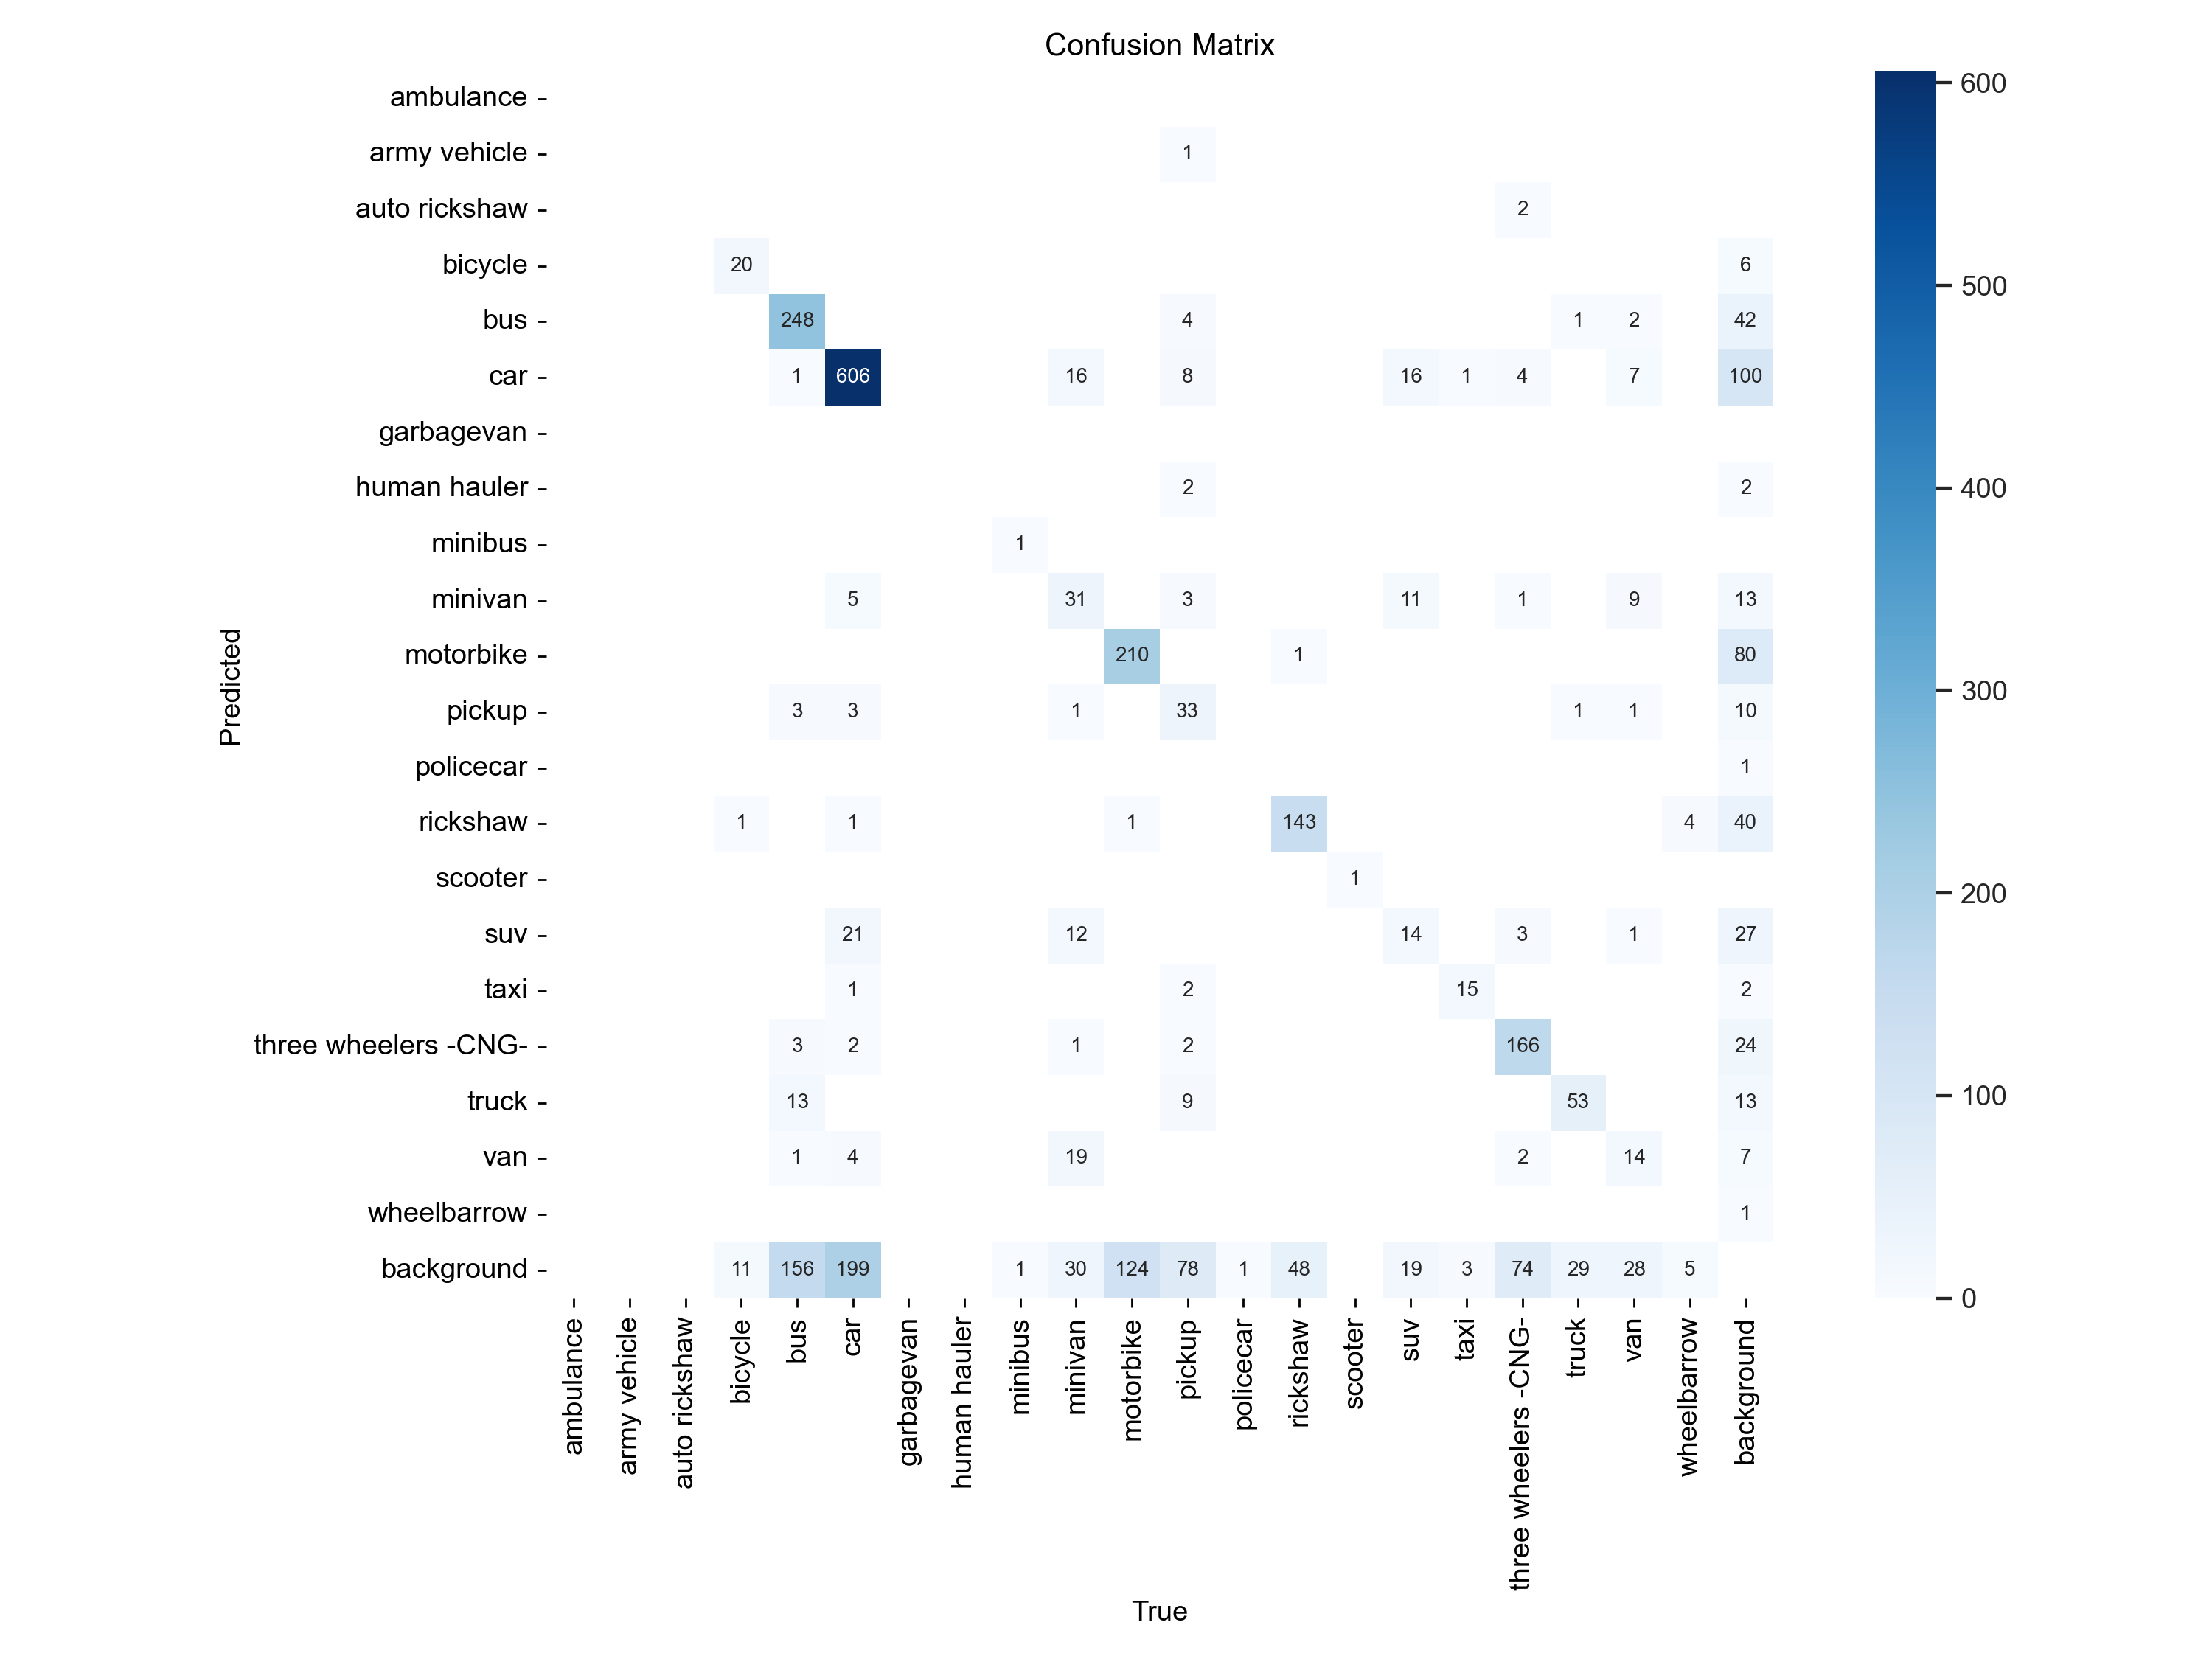 Confusion Matrix
ambulance
army vehicle 1
auto rickshaw 2
bicycle 20 6
bus 248 4 1 2 42
car 1 606 16 8 16 1 4 7 100
garbagevan
human hauler 2 2
minibus 1
minivan 5 31 3 11 1 9 13
motorbike 210 1 80
pickup 3 3 1 33 1 1 10
policecar 1
rickshaw 1 1 1 143 4 40
scooter 1
suv 21 12 14 3 1 27
taxi 1 2 15 2
three wheelers -CNG- 3 2 1 2 166 24
truck 13 9 53 13
van 1 4 19 2 14 7
wheelbarrow 1
background 11 156 199 1 30 124 78 1 48 19 3 74 29 28 5
Predicted
ambulance
army vehicle
auto rickshaw
bicycle
bus
car
garbagevan
human hauler
minibus
minivan
motorbike
pickup
policecar
rickshaw
scooter
suv
taxi
three wheelers -CNG-
truck
van
wheelbarrow
background
True
600
500
400
300
200
100
0